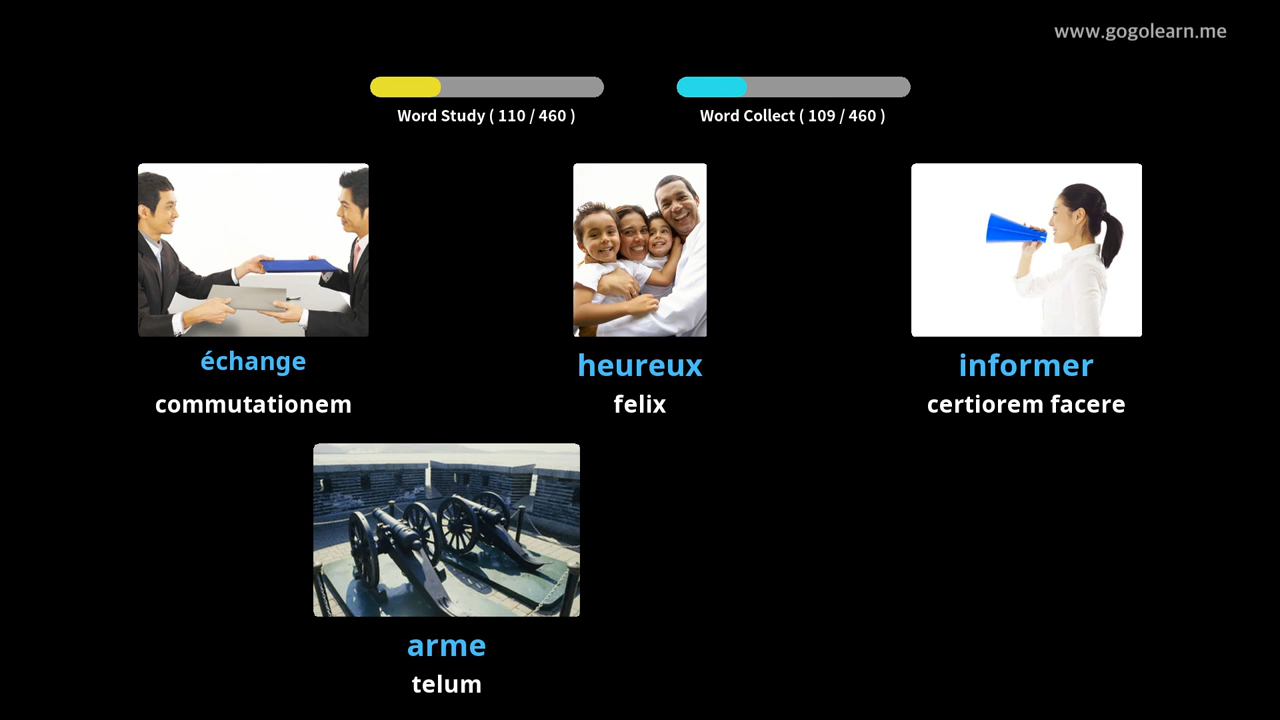 www.gogolearn.me
Word Study ( 110 / 460 )
Word Collect ( 109 / 460 )
échange
heureux
informer
commutationem
felix
certiorem facere
arme
telum